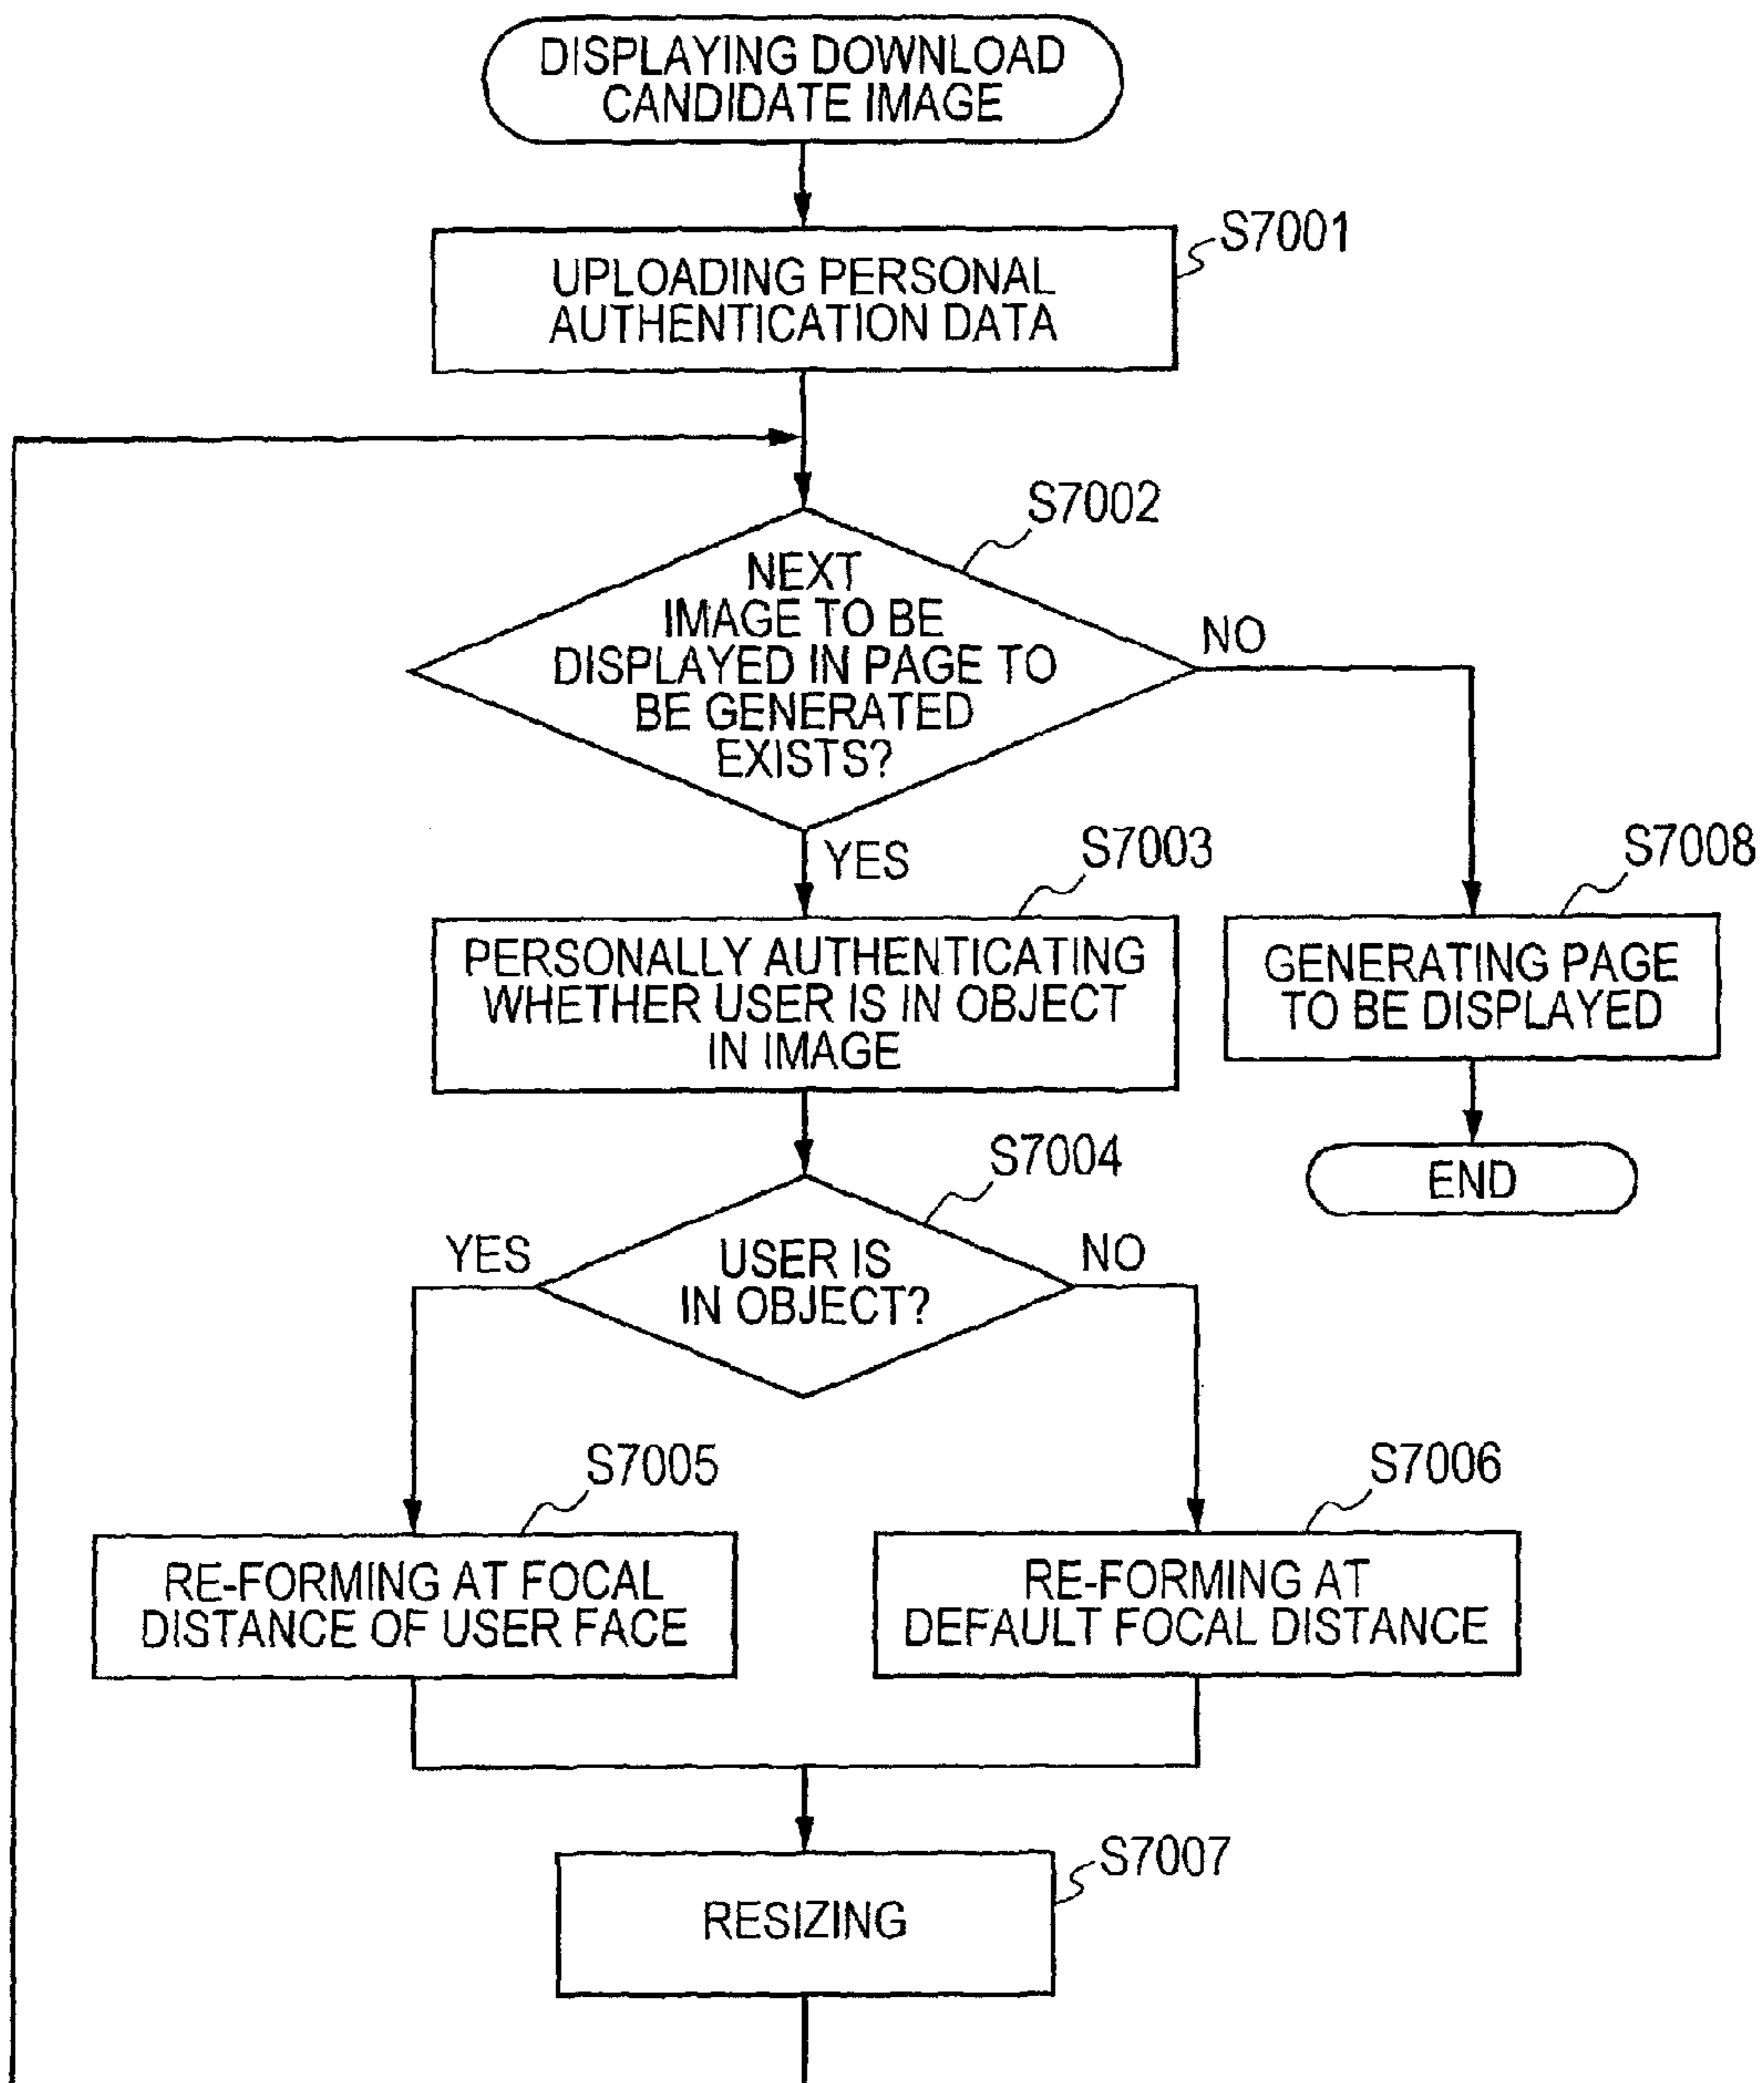 DISPLAYING DOWNLOAD
CANDIDATE IMAGE
S7001
UPLOADING PERSONAL
AUTHENTICATION DATA
S7002
NEXT
IMAGE TO BE
DISPLAYED IN PAGE TO
BE GENERATED
EXISTS?
NO
YES
S7003
S7008
PERSONALLY AUTHENTICATING
WHETHER USER IS IN OBJECT
IN IMAGE
GENERATING PAGE
TO BE DISPLAYED
S7004
END
YES
USER IS
IN OBJECT?
NO
S7005
S7006
RE-FORMING AT FOCAL
DISTANCE OF USER FACE
RE-FORMING AT
DEFAULT FOCAL DISTANCE
S7007
RESIZING